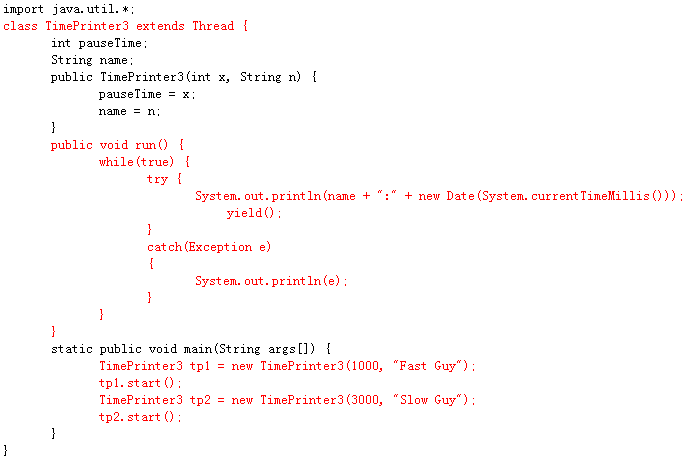 import java.util.*;
class TimePrinter3 extends Thread {
int pauseTime;
String name;
public TimePrinter3(int x, String n) {
pauseTime = x;
name = n;
}
public void run() {
while(true) {
try {
System.out.println(name + ":" + new Date(System.currentTimeMillis()));
yield();
}
catch(Exception e)
{
System.out.println(e);
}
}
}
static public void main(String args[]) {
TimePrinter3 tp1 = new TimePrinter3(1000, "Fast Guy");
tp1.start();
TimePrinter3 tp2 = new TimePrinter3(3000, "Slow Guy");
tp2.start();
}
}